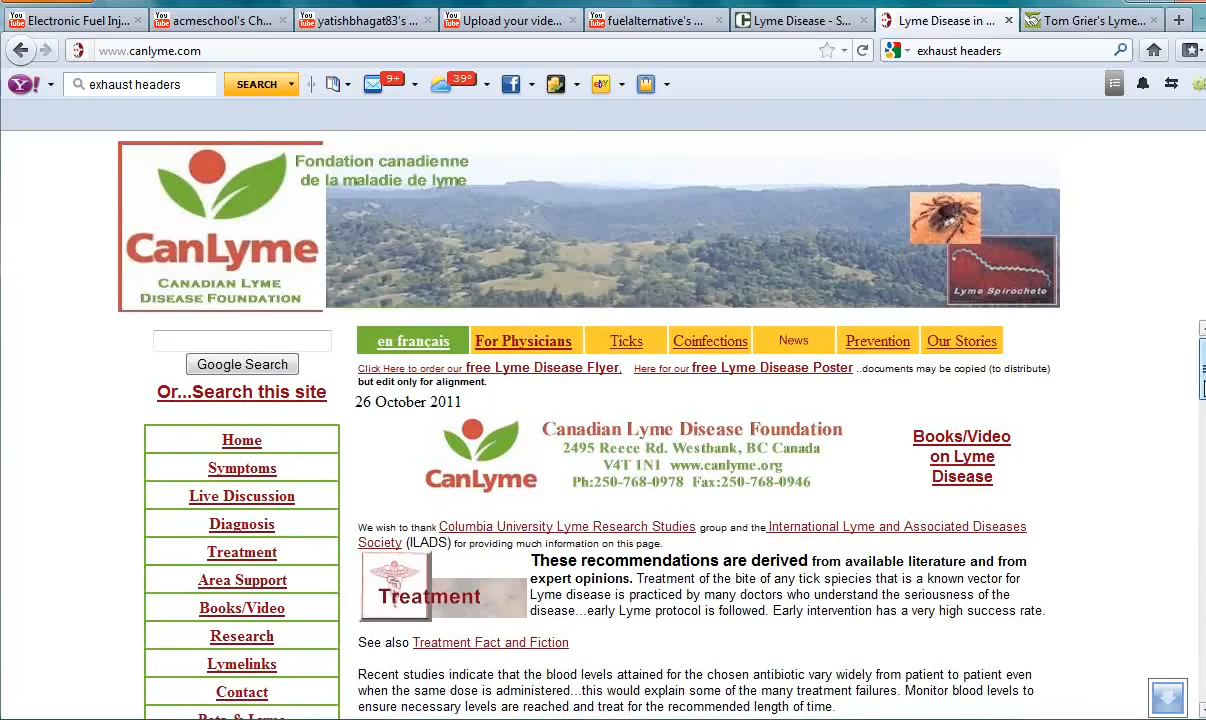 Electronic Fuel Inj...
acmeschool's Ch...
yatishbhagat83's ...
Upload your vide...
fuelalternative's ...
Lyme Disease - S...
Lyme Disease in ...
Tom Grier's Lyme...
www.canlyme.com
exhaust headers
exhaust headers
SEARCH
9+
39°
Fondation canadienne
de la maladie de lyme
CanLyme
CANADIAN LYME
DISEASE FOUNDATION
Lyme Spirochete
Google Search
Or...Search this site
en français
For Physicians
Ticks
Coinfections
News
Prevention
Our Stories
Click Here to order our free Lyme Disease Flyer. Here for our free Lyme Disease Poster ..documents may be copied (to distribute)
but edit only for alignment.
26 October 2011
Home
Symptoms
Live Discussion
Diagnosis
Treatment
Area Support
Books/Video
Research
Lymelinks
Contact
Pets & Lyme
CanLyme
Canadian Lyme Disease Foundation
2495 Reece Rd. Westbank, BC Canada
V4T 1N1 www.canlyme.org
Ph:250-768-0978 Fax:250-768-0946
Books/Video
on Lyme
Disease
We wish to thank Columbia University Lyme Research Studies group and the International Lyme and Associated Diseases
Society (ILADS) for providing much information on this page.
Treatment
These recommendations are derived from available literature and from
expert opinions. Treatment of the bite of any tick spiecies that is a known vector for
Lyme disease is practiced by many doctors who understand the seriousness of the
disease...early Lyme protocol is followed. Early intervention has a very high success rate.
See also Treatment Fact and Fiction
Recent studies indicate that the blood levels attained for the chosen antibiotic vary widely from patient to patient even
when the same dose is administered...this would explain some of the many treatment failures. Monitor blood levels to
ensure necessary levels are reached and treat for the recommended length of time.